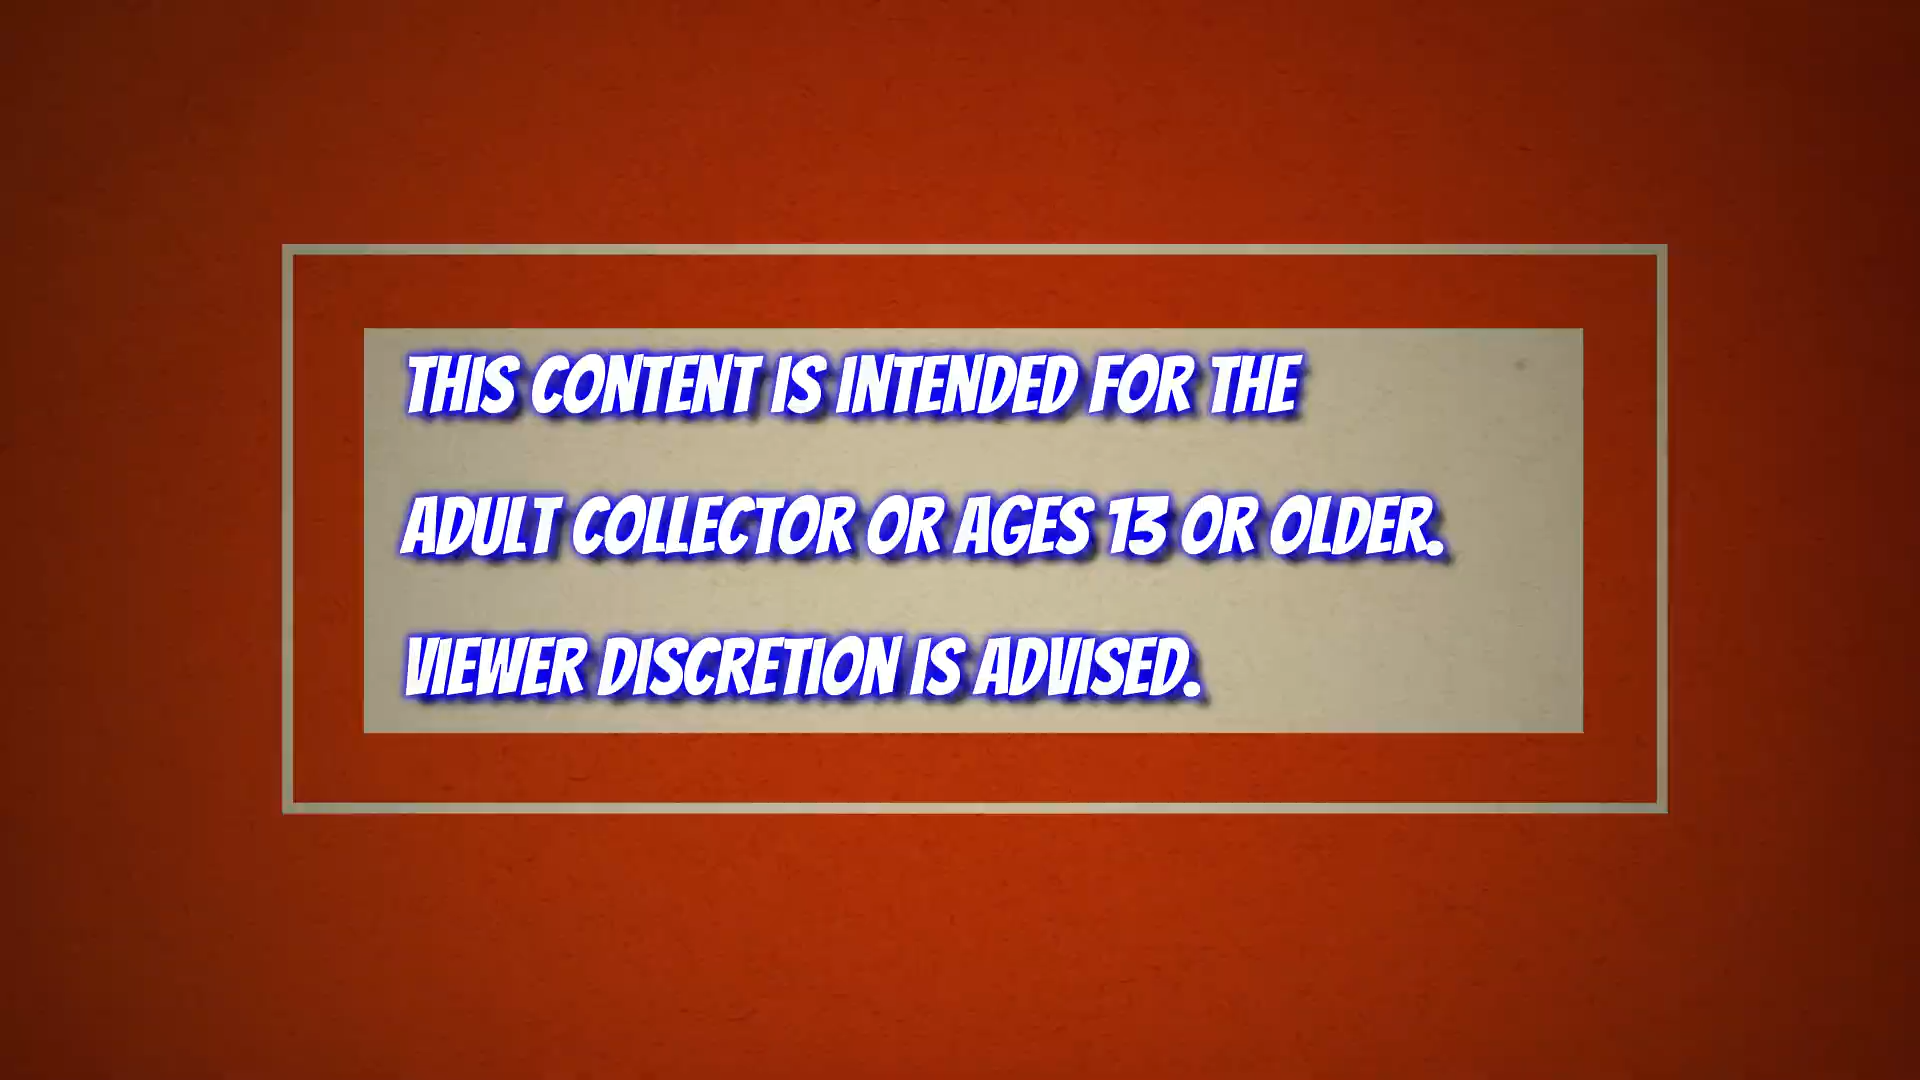 THIS CONTENT IS INTENDED FOR THE
ADULT COLLECTOR OR AGES 13 OR OLDER.
VIEWER DISCRETION IS ADVISED.